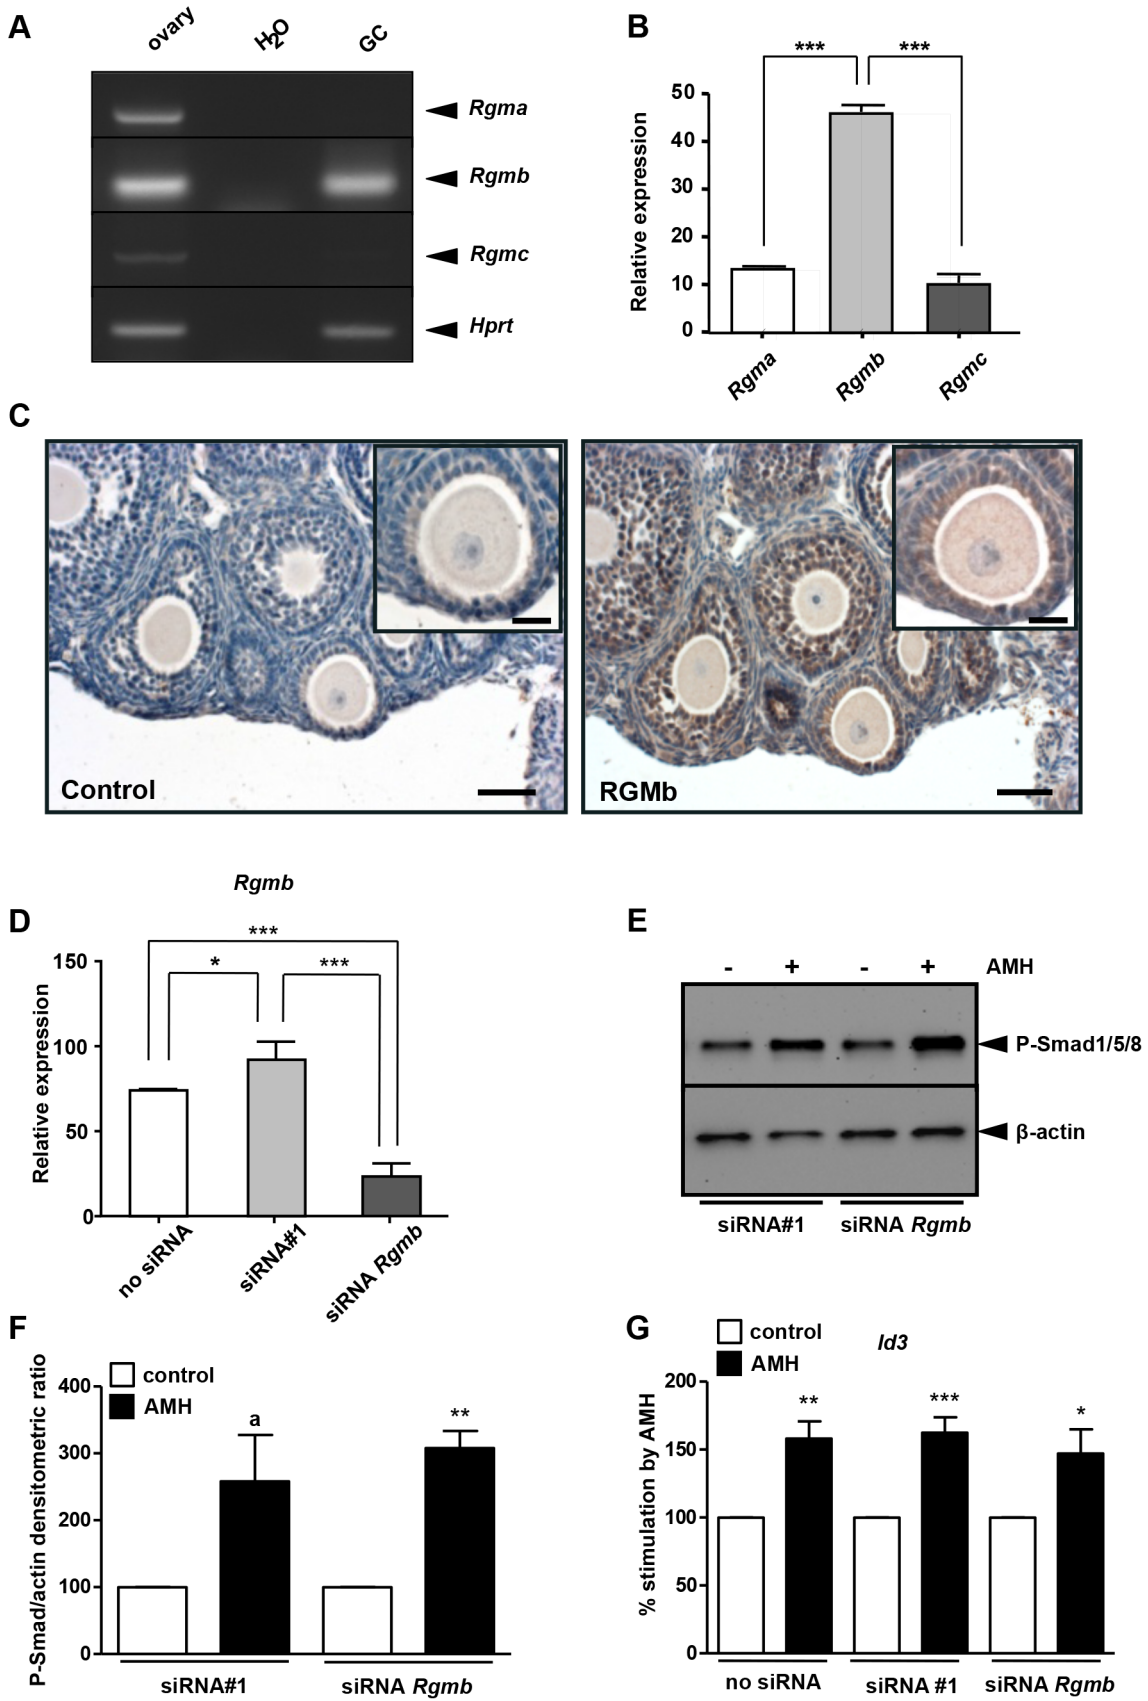 A
ovary
H2O
GC
Rgma
Rgmb
Rgmc
Hprt
B
***
***
Relative expression
50
40
30
20
10
0
Rgma
Rgmb
Rgmc
C
Control
RGMb
D
Rgmb
***
*
***
Relative expression
150
100
50
0
no siRNA
siRNA#1
siRNA Rgmb
E
- + - + AMH
P-Smad1/5/8
β-actin
siRNA#1
siRNA Rgmb
F
control
AMH
P-Smad/actin densitometric ratio
400
300
200
100
0
a
**
siRNA#1
siRNA Rgmb
G
control
AMH
Id3
% stimulation by AMH
200
150
100
50
0
**
***
*
no siRNA
siRNA #1
siRNA Rgmb